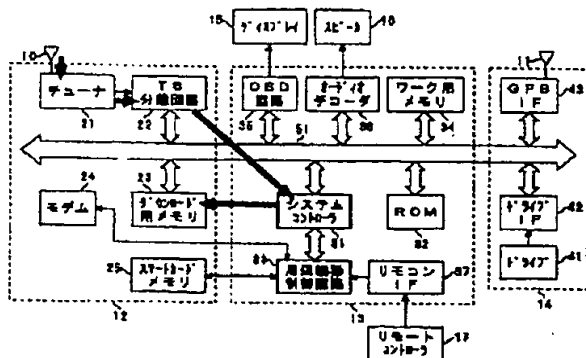 15
ディスプレイ
スピーカ
16
10
11
チューナ
21
TS
分離回路
22
OSD
回路
35
オーディオ
デコーダ
36
ワーク用
メモリ
34
GPS
IF
43
51
24
モデム
23
ダウンロード
用メモリ
システム
コントローラ
31
ROM
32
ドライブ
IF
42
25
スマートカード
メモリ
33
周辺機器
制御回路
リモコン
IF
37
ドライブ
41
12
13
14
リモート
コントローラ
17